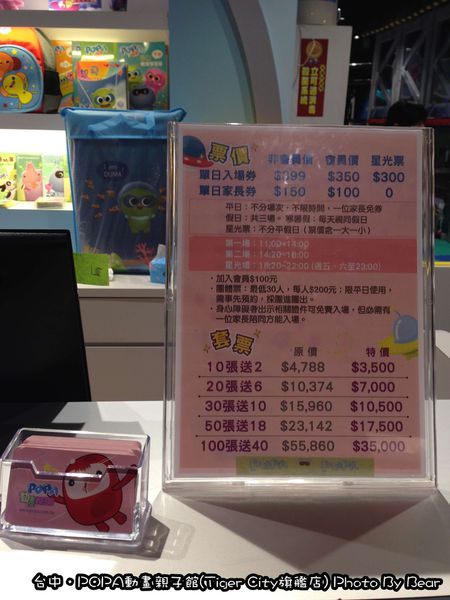 POPA
I am
DUMA
票價 非會員價 會員價 星光票
單日入場券 $399 $350 $300
單日家長券 $150 $100 0
平日：不分場次，不限時間，一位家長免券
假日：共三場。寒暑假：每天視同假日
星光票：不分平假日（票價含一大一小）
第一場：11:00~14:00
第二場：14:20~18:00
星光場：18:20~22:00 (週五、六至23:00)
・加入會員$100元
・團體票：最低30人，每人$200元；限平日使用，
需事先預約，採團進團出。
・身心障礙者出示相關證件可免費入場，但必需有
一位家長陪同方能入場。
套票 原價 特價
10張送2 $4,788 $3,500
20張送6 $10,374 $7,000
30張送10 $15,960 $10,500
50張送18 $23,142 $17,500
100張送40 $55,860 $35,000
POPA
台中・POPA動畫親子館(Tiger City旗艦店) Photo By Bear